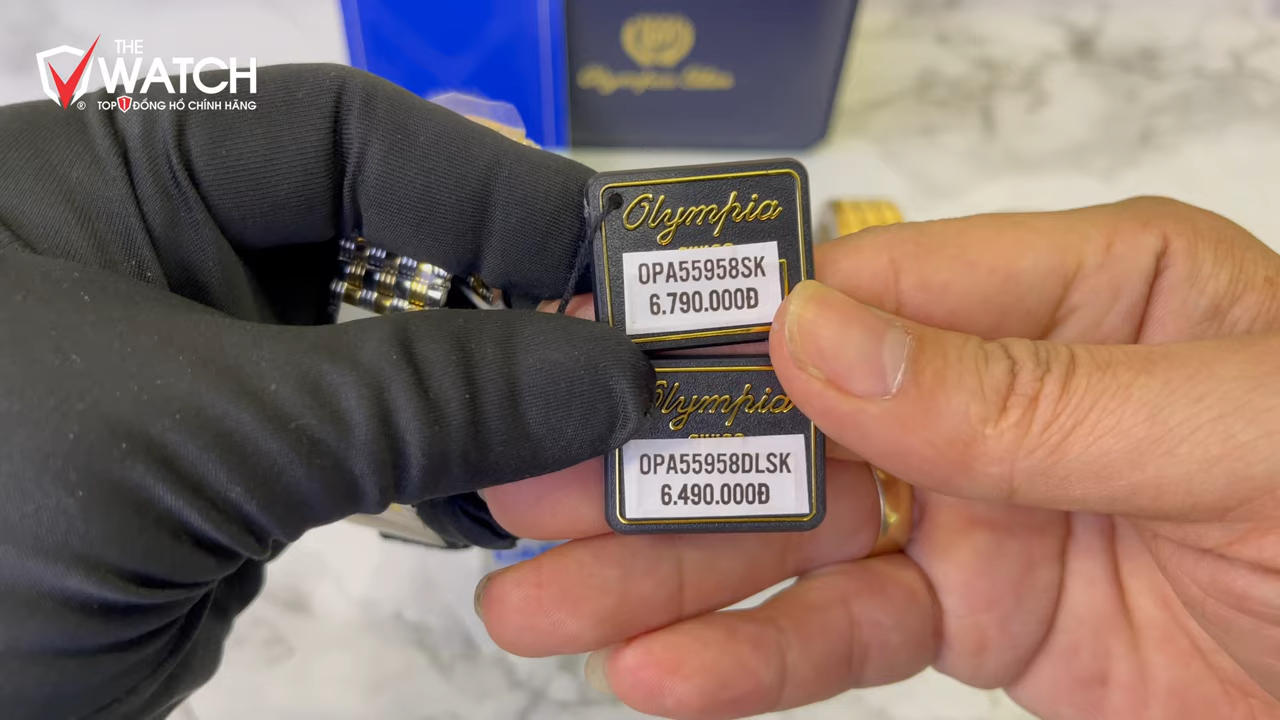 THE
WATCH
®
TOP 1 ĐỒNG HỒ CHÍNH HÃNG
Olympia
OPA55958SK
6.790.000Đ
Olympia
OPA55958DLSK
6.490.000Đ